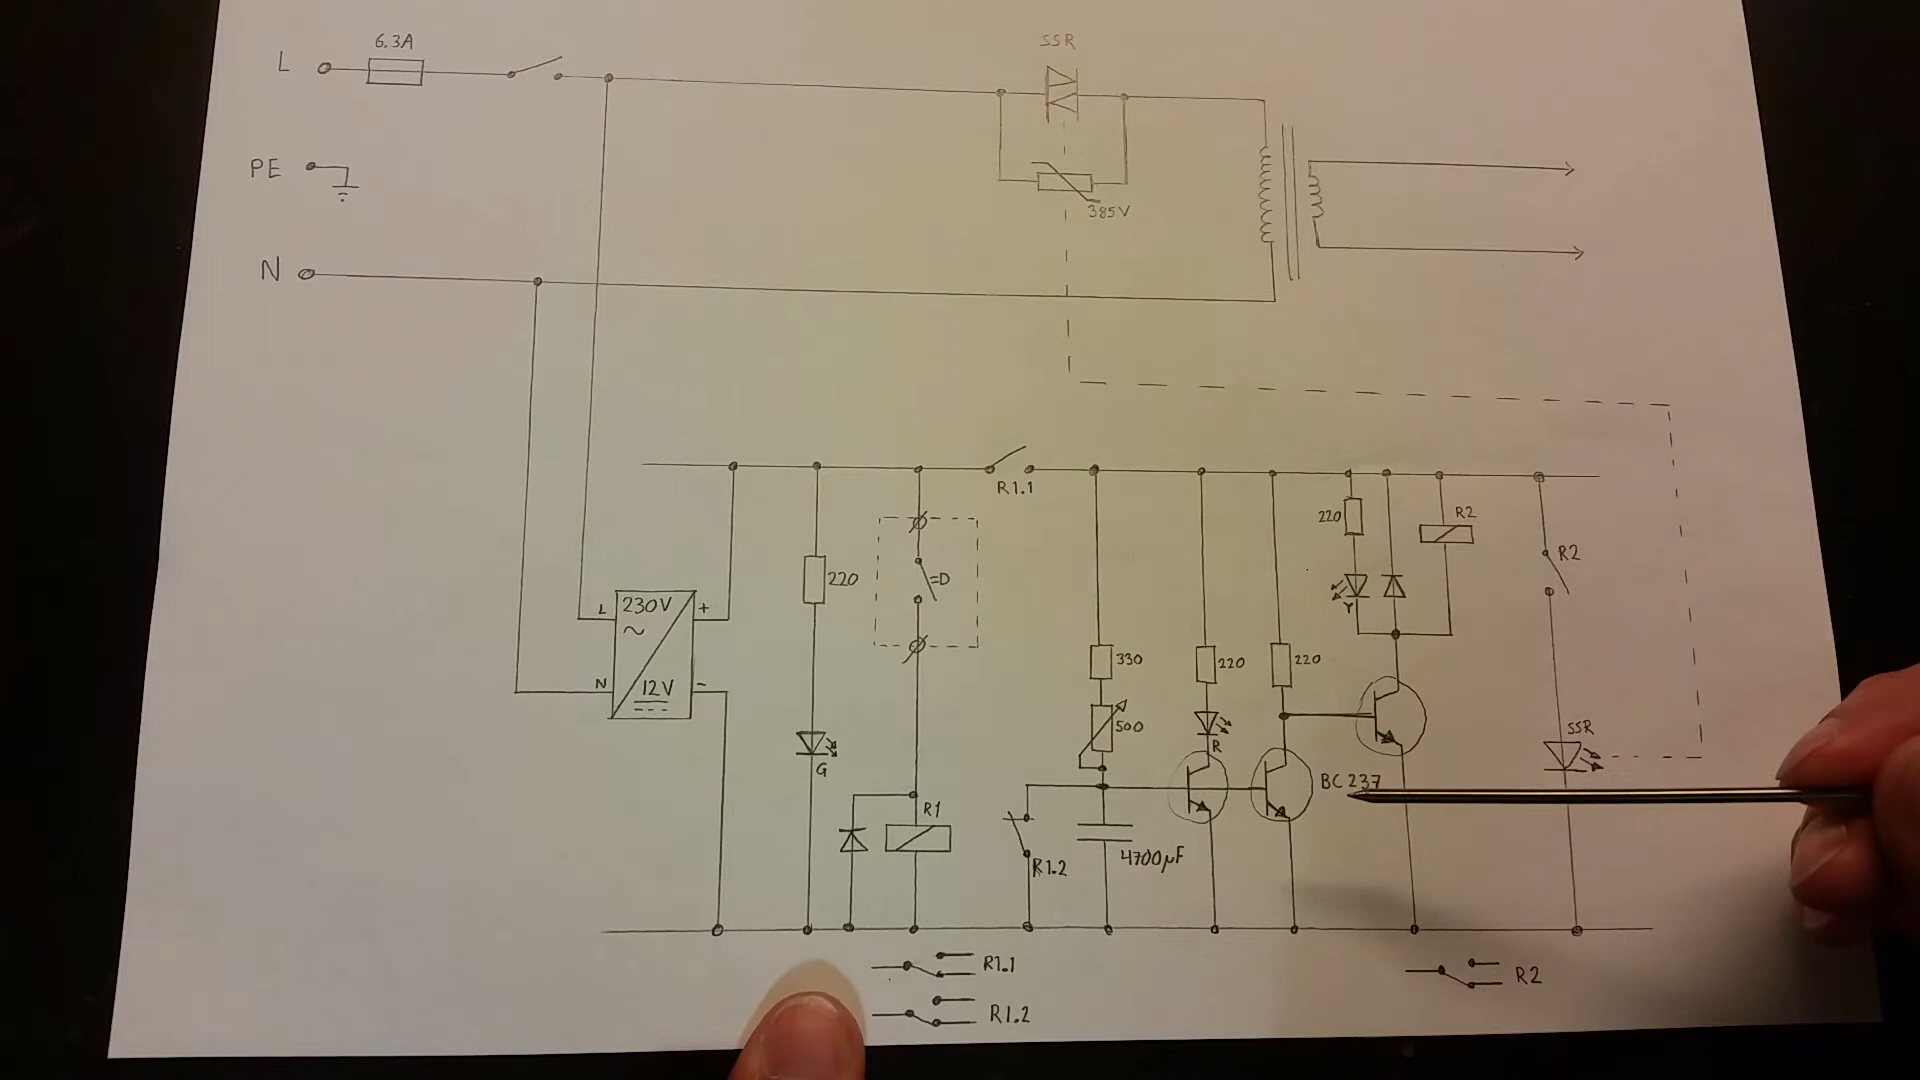 6.3A
SSR
L
PE
385V
N
R1.1
220
R2
220
=D
R2
L
230V
+
~
Y
330
220
220
N
12V
-
500
SSR
G
R
BC 237
R1
R1.2
4700µF
R1.1
R2
R1.2